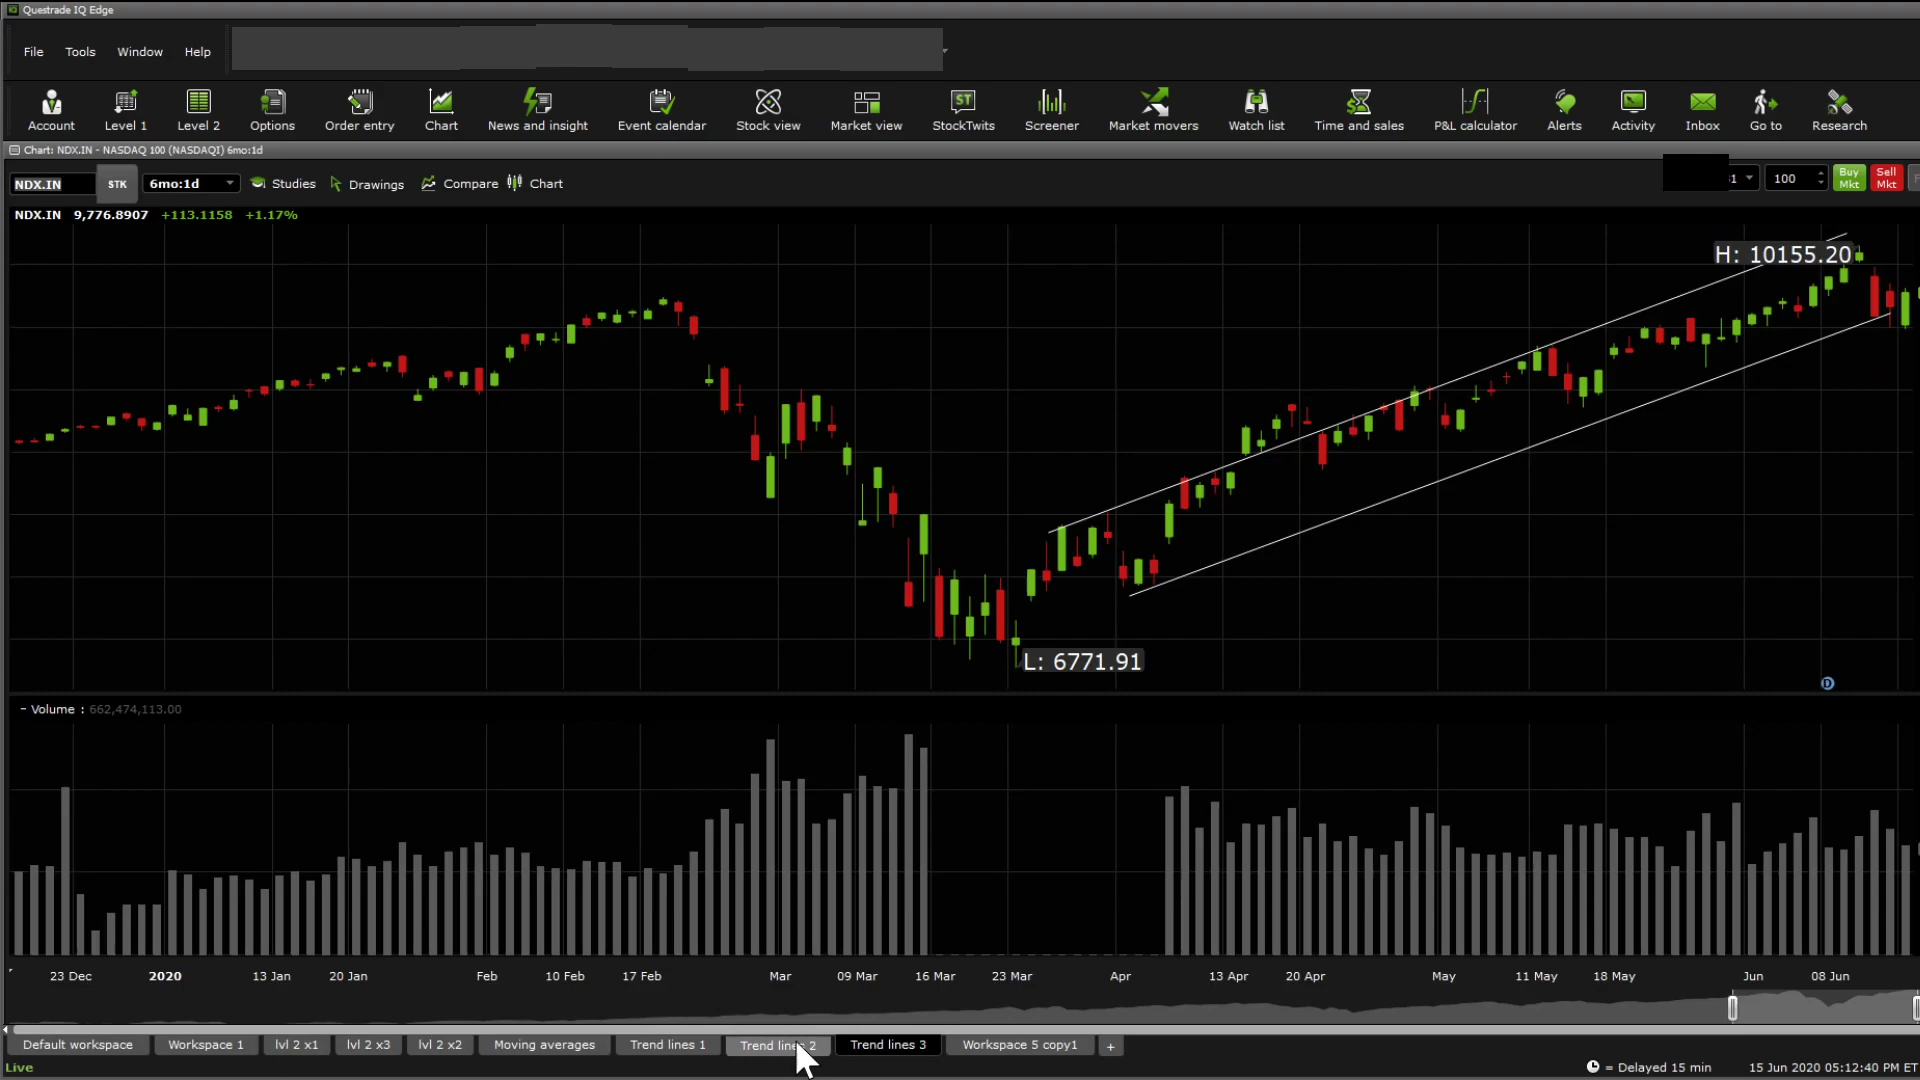 Questrade IQ Edge
File Tools Window Help
Account Level 1 Level 2 Options Order entry Chart News and insight Event calendar Stock view Market view StockTwits Screener Market movers Watch list Time and sales P&L calculator Alerts Activity Inbox Go to Research
Chart: NDX.IN - NASDAQ 100 (NASDAQI) 6mo:1d
NDX.IN STK 6mo:1d Studies Drawings Compare Chart 100 Buy Mkt Sell Mkt
NDX.IN 9,776.8907 +113.1158 +1.17%
H: 10155.20
L: 6771.91
D
- Volume : 662,474,113.00
23 Dec 2020 13 Jan 20 Jan Feb 10 Feb 17 Feb Mar 09 Mar 16 Mar 23 Mar Apr 13 Apr 20 Apr May 11 May 18 May Jun 08 Jun
Default workspace Workspace 1 lvl 2 x1 lvl 2 x3 lvl 2 x2 Moving averages Trend lines 1 Trend lines 2 Trend lines 3 Workspace 5 copy1 +
Live = Delayed 15 min 15 Jun 2020 05:12:40 PM ET